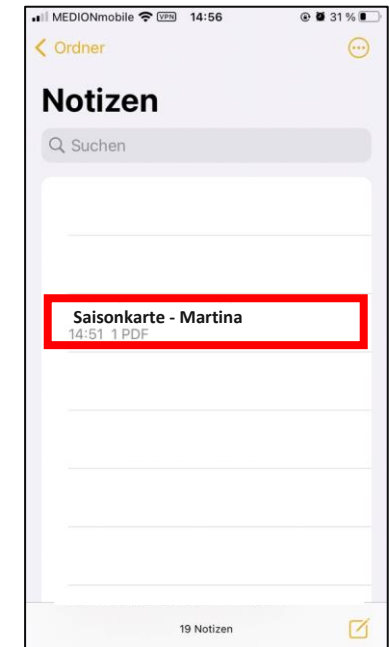 MEDIONmobile VPN 14:56 31 %
Ordner
Notizen
Suchen
Saisonkarte - Martina
14:51 1 PDF
19 Notizen